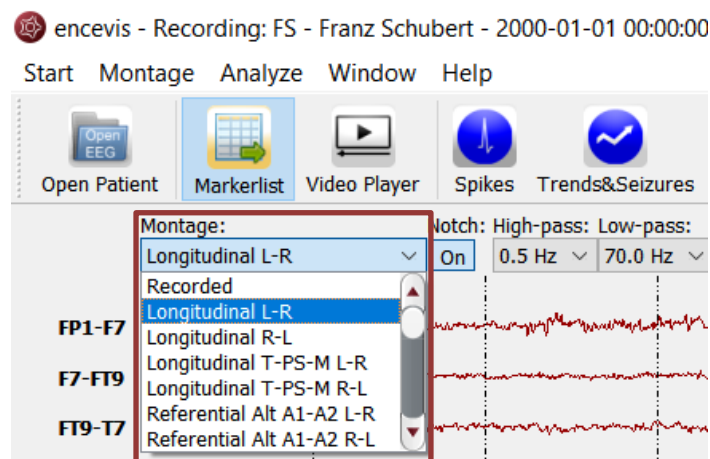 encevis - Recording: FS - Franz Schubert - 2000-01-01 00:00:00
Start Montage Analyze Window Help
Open EEG
Open Patient Markerlist Video Player Spikes Trends&Seizures
Montage: Notch: High-pass: Low-pass:
Longitudinal L-R On 0.5 Hz 70.0 Hz
Recorded
Longitudinal L-R
FP1-F7
Longitudinal R-L
Longitudinal T-PS-M L-R
F7-FT9
Longitudinal T-PS-M R-L
Referential Alt A1-A2 L-R
FT9-T7
Referential Alt A1-A2 R-L